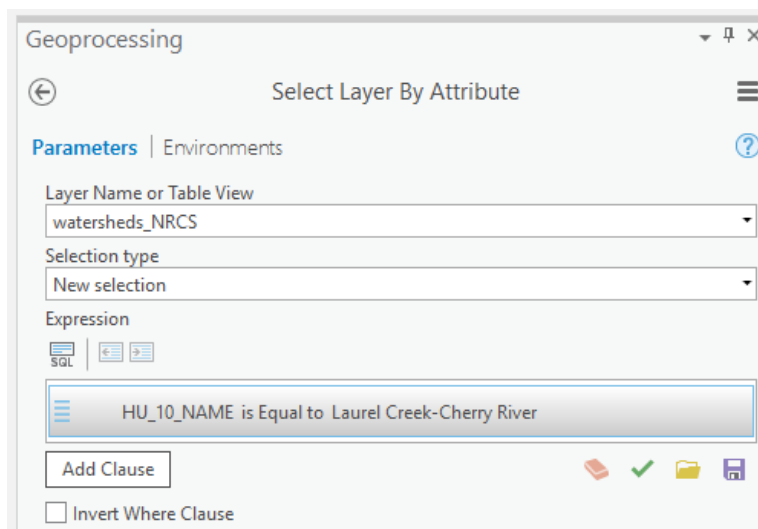 Geoprocessing
Select Layer By Attribute
Parameters | Environments
Layer Name or Table View
watersheds_NRCS
Selection type
New selection
Expression
SQL
HU_10_NAME is Equal to Laurel Creek-Cherry River
Add Clause
Invert Where Clause